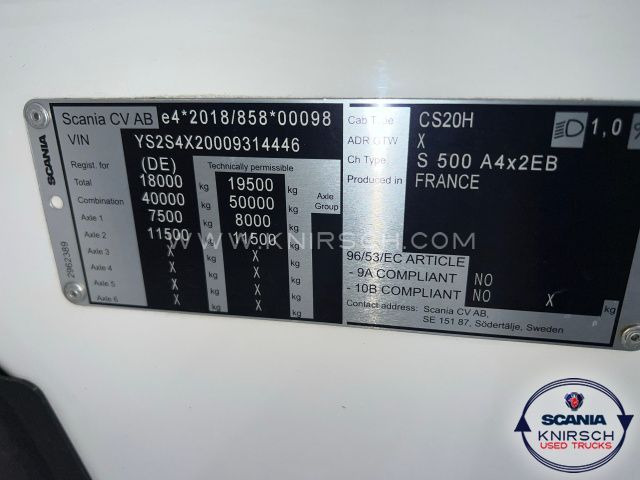 Scania CV AB e4*2018/858*00098
VIN YS2S4X20009314446
Regist. for (DE) Technically permissible
Total 18000 kg 19500 kg
Combination 40000 kg 50000 kg Axle Group
Axle 1 7500 kg 8000 kg
Axle 2 11500 kg 11500 kg
Axle 3 X kg X kg kg
Axle 4 X kg X kg
Axle 5 X kg X kg
Axle 6 X X
SCANIA
2962389
Cab Type CS20H
ADR GTW X
Ch Type S 500 A4x2EB
Produced in FRANCE
1,0 %
96/53/EC ARTICLE
- 9A COMPLIANT NO
- 10B COMPLIANT NO X kg
Contact address: Scania CV AB,
SE 151 87, Södertälje, Sweden
WWW.KNIRSCH.COM
SCANIA
KNIRSCH
USED TRUCKS